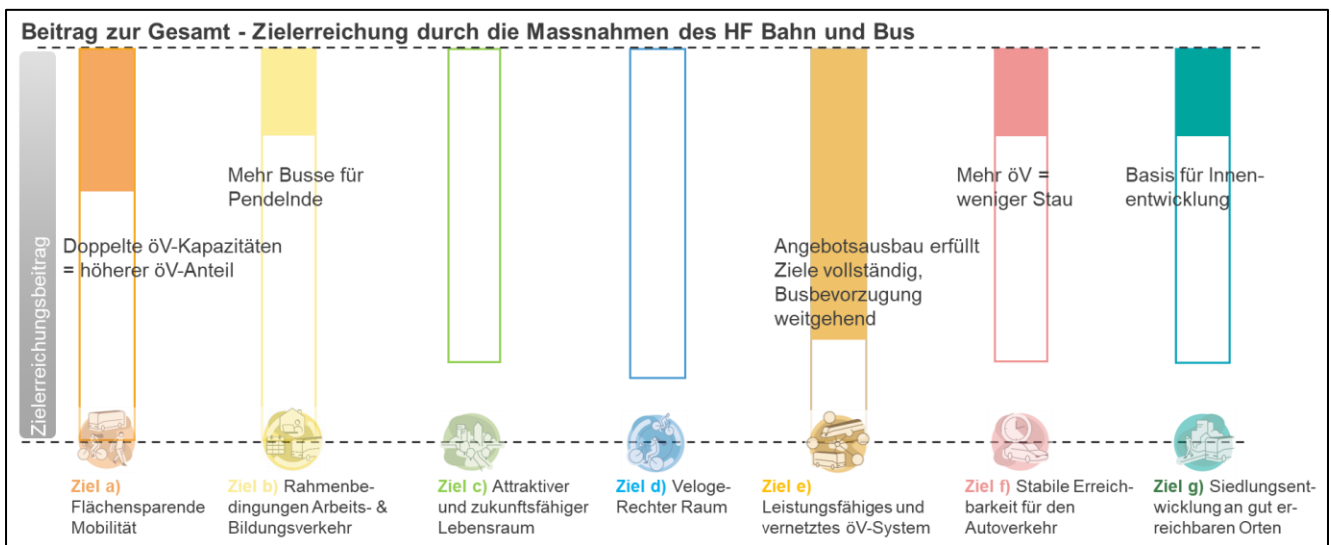 Beitrag zur Gesamt - Zielerreichung durch die Massnahmen des HF Bahn und Bus
Zielerreichungsbeitrag
Doppelte öV-Kapazitäten
= höherer öV-Anteil
Mehr Busse für
Pendelnde
Angebotsausbau erfüllt
Ziele vollständig,
Busbevorzugung
weitgehend
Mehr öV =
weniger Stau
Basis für Innen-
entwicklung
Ziel a)
Flächensparende
Mobilität
Ziel b) Rahmenbe-
dingungen Arbeits- &
Bildungsverkehr
Ziel c) Attraktiver
und zukunftsfähiger
Lebensraum
Ziel d) Veloge-
Rechter Raum
Ziel e)
Leistungsfähiges und
vernetztes öV-System
Ziel f) Stabile Erreich-
barkeit für den
Autoverkehr
Ziel g) Siedlungsent-
wicklung an gut er-
reichbaren Orten